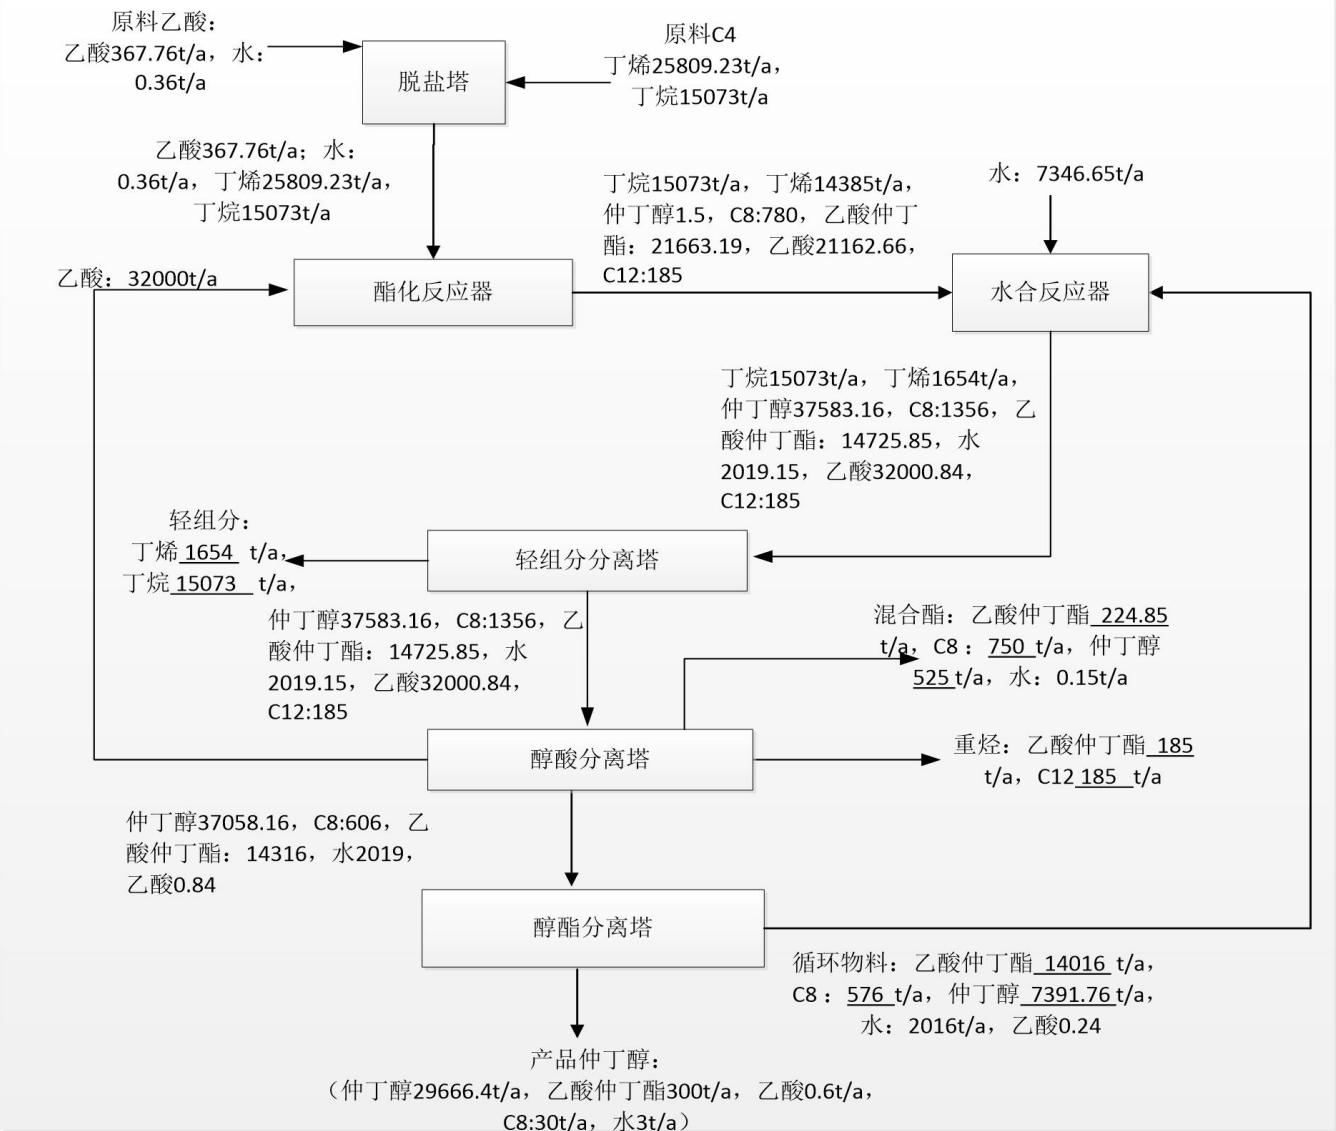 原料乙酸：
乙酸367.76t/a，水：
0.36t/a
脱盐塔
原料C4
丁烯25809.23t/a，
丁烷15073t/a
乙酸367.76t/a；水：
0.36t/a，丁烯25809.23t/a，
丁烷15073t/a
丁烷15073t/a，丁烯14385t/a，
仲丁醇1.5，C8:780，乙酸仲丁
酯：21663.19，乙酸21162.66，
C12:185
水：7346.65t/a
乙酸：32000t/a
酯化反应器
水合反应器
丁烷15073t/a，丁烯1654t/a，
仲丁醇37583.16，C8:1356，乙
酸仲丁酯：14725.85，水
2019.15，乙酸32000.84，
C12:185
轻组分：
丁烯 1654 t/a，
丁烷 15073 t/a，
轻组分分离塔
仲丁醇37583.16，C8:1356，乙
酸仲丁酯：14725.85，水
2019.15，乙酸32000.84，
C12:185
混合酯：乙酸仲丁酯 224.85
t/a，C8：750 t/a，仲丁醇
525 t/a，水：0.15t/a
醇酸分离塔
重烃：乙酸仲丁酯 185
t/a，C12 185 t/a
仲丁醇37058.16，C8:606，乙
酸仲丁酯：14316，水2019，
乙酸0.84
醇酯分离塔
循环物料：乙酸仲丁酯 14016 t/a，
C8：576 t/a，仲丁醇 7391.76 t/a，
水：2016t/a，乙酸0.24
产品仲丁醇：
（仲丁醇29666.4t/a，乙酸仲丁酯300t/a，乙酸0.6t/a，
C8:30t/a，水3t/a）